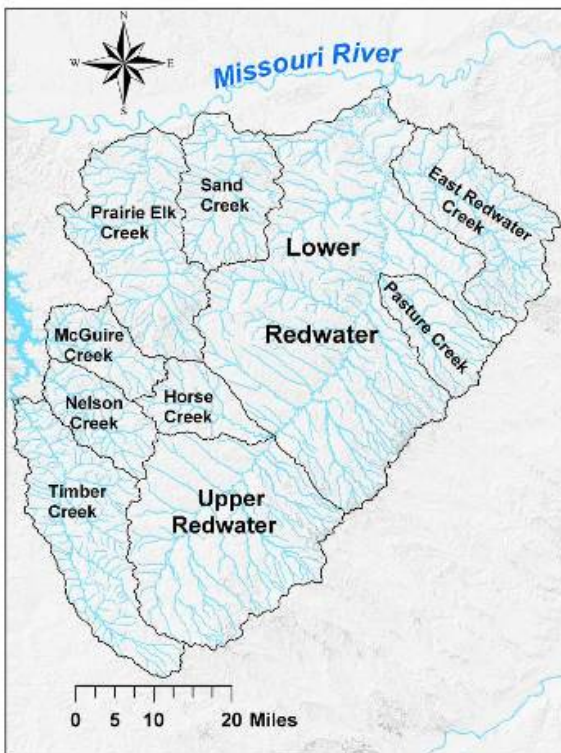 N
W E
S
Missouri River
Sand
Creek
Prairie Elk
Creek
East Redwater
Creek
Lower
Redwater
Pasture Creek
McGuire
Creek
Horse
Creek
Nelson
Creek
Timber
Creek
Upper
Redwater
0 5 10 20 Miles